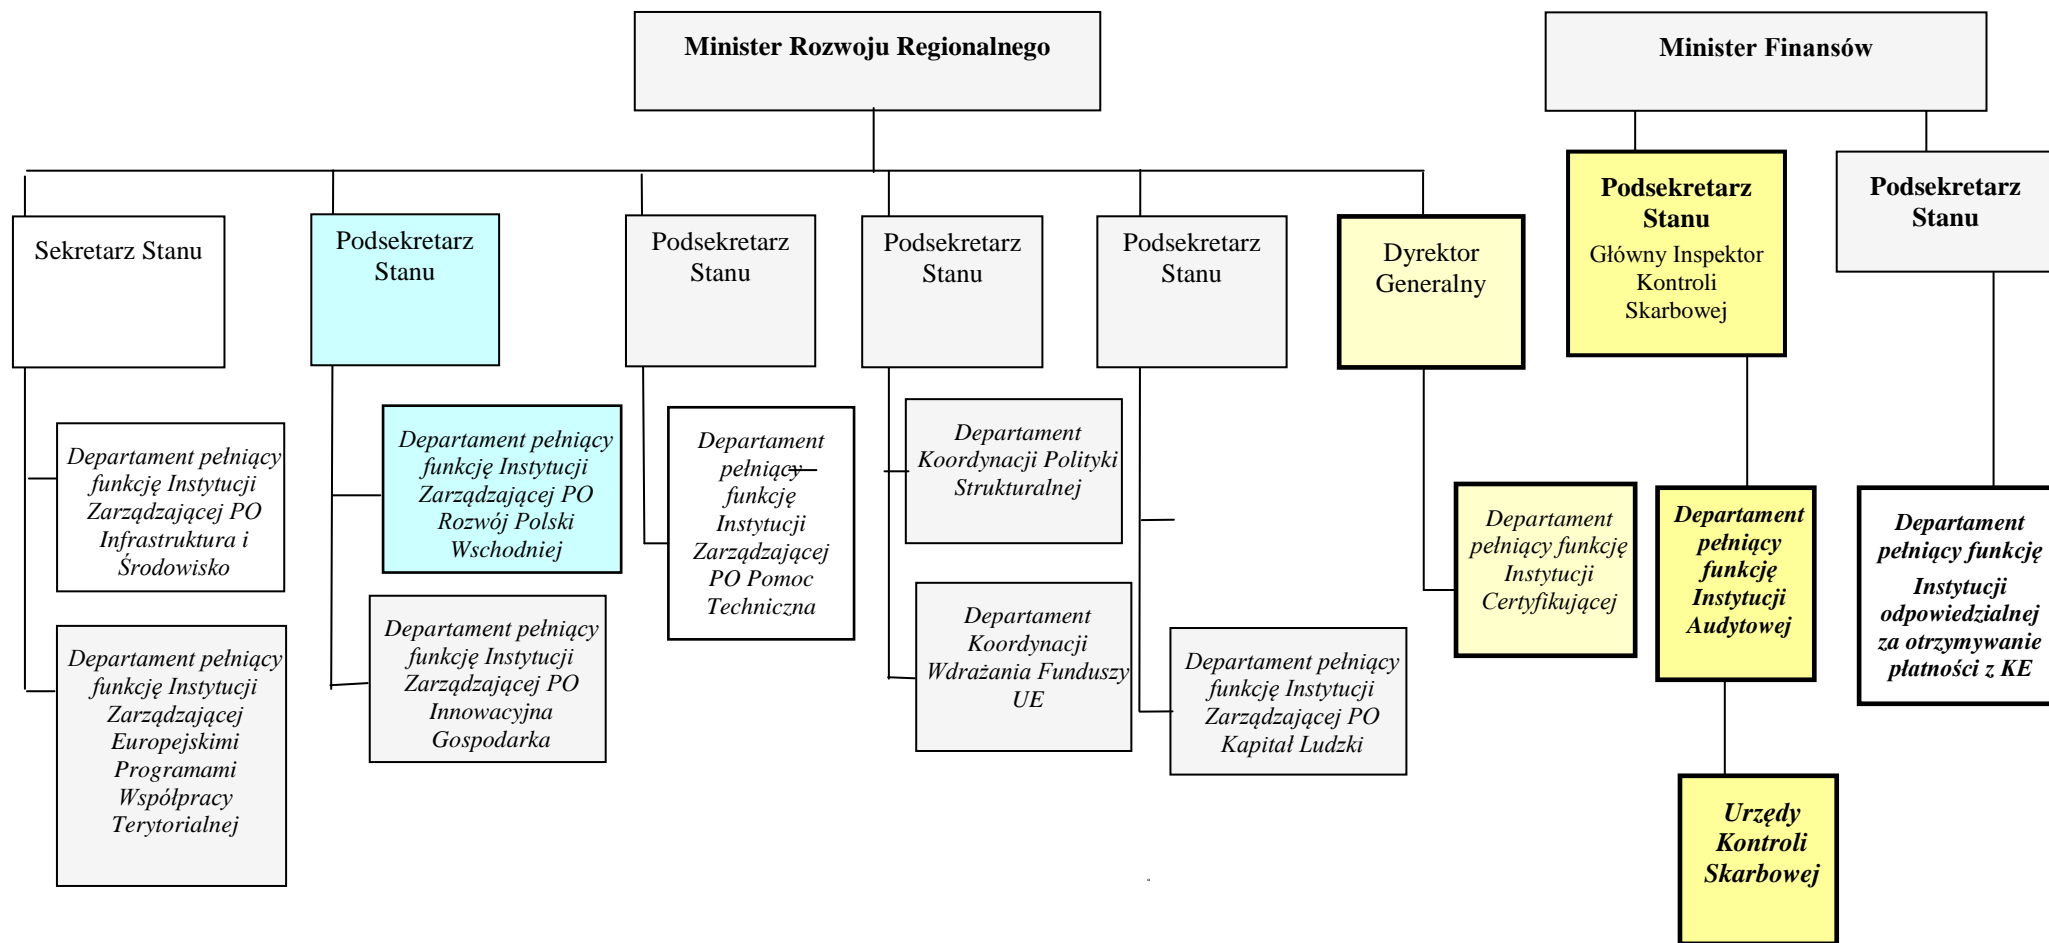 Minister Rozwoju Regionalnego
Minister Finansów
Sekretarz Stanu
Podsekretarz
Stanu
Podsekretarz
Stanu
Podsekretarz
Stanu
Podsekretarz
Stanu
Dyrektor
Generalny
Podsekretarz
Stanu
Główny Inspektor
Kontroli
Skarbowej
Podsekretarz
Stanu
Departament pełniący
funkcję Instytucji
Zarządzającej PO
Infrastruktura i
Środowisko
Departament pełniący
funkcję Instytucji
Zarządzającej
Europejskimi
Programami
Współpracy
Terytorialnej
Departament pełniący
funkcję Instytucji
Zarządzającej PO
Rozwój Polski
Wschodniej
Departament pełniący
funkcję Instytucji
Zarządzającej PO
Innowacyjna
Gospodarka
Departament
pełniący
funkcję
Instytucji
Zarządzającej
PO Pomoc
Techniczna
Departament
Koordynacji Polityki
Strukturalnej
Departament
Koordynacji
Wdrażania Funduszy
UE
Departament pełniący
funkcję Instytucji
Zarządzającej PO
Kapitał Ludzki
Departament
pełniący funkcję
Instytucji
Certyfikującej
Departament
pełniący
funkcję
Instytucji
Audytowej
Urzędy
Kontroli
Skarbowej
Departament
pełniący funkcję
Instytucji
odpowiedzialnej
za otrzymywanie
płatności z KE